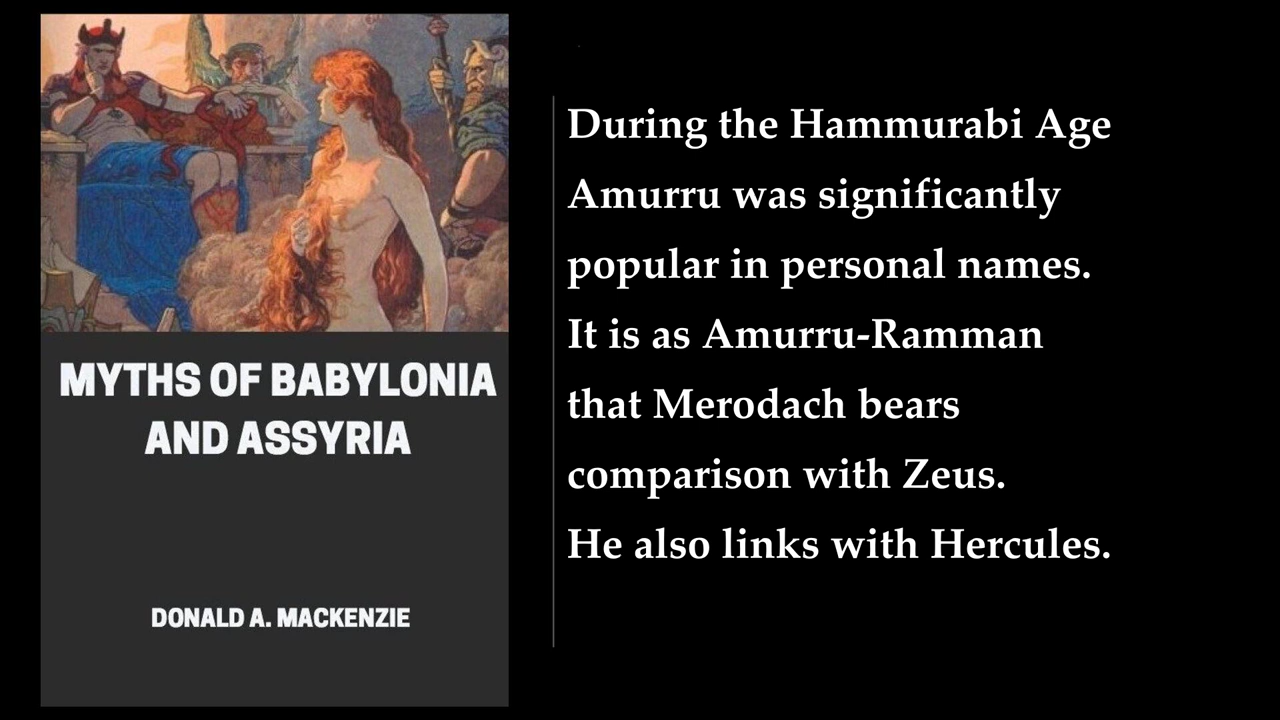 MYTHS OF BABYLONIA
AND ASSYRIA
DONALD A. MACKENZIE
During the Hammurabi Age
Amurru was significantly
popular in personal names.
It is as Amurru-Ramman
that Merodach bears
comparison with Zeus.
He also links with Hercules.